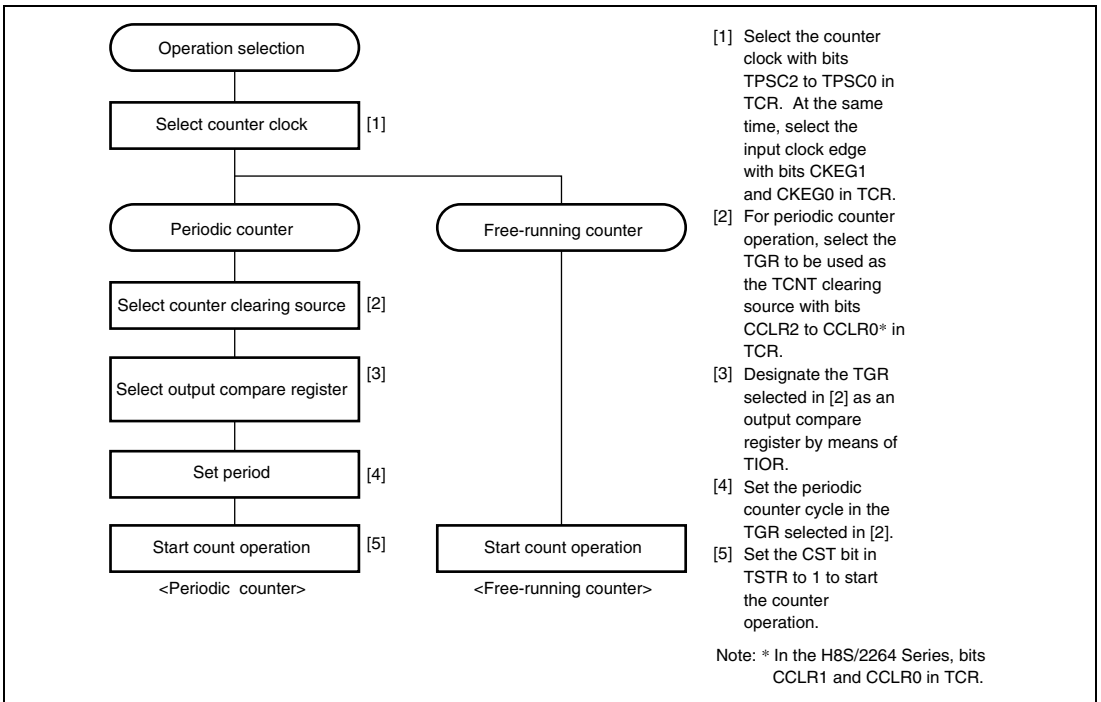 Operation selection
Select counter clock
[1]
Periodic counter
Free-running counter
Select counter clearing source
[2]
Select output compare register
[3]
Set period
[4]
Start count operation
[5]
Start count operation
<Periodic counter>
<Free-running counter>
[1] Select the counter
clock with bits
TPSC2 to TPSC0 in
TCR. At the same
time, select the
input clock edge
with bits CKEG1
and CKEG0 in TCR.
[2] For periodic counter
operation, select the
TGR to be used as
the TCNT clearing
source with bits
CCLR2 to CCLR0* in
TCR.
[3] Designate the TGR
selected in [2] as an
output compare
register by means of
TIOR.
[4] Set the periodic
counter cycle in the
TGR selected in [2].
[5] Set the CST bit in
TSTR to 1 to start
the counter
operation.
Note: * In the H8S/2264 Series, bits
CCLR1 and CCLR0 in TCR.